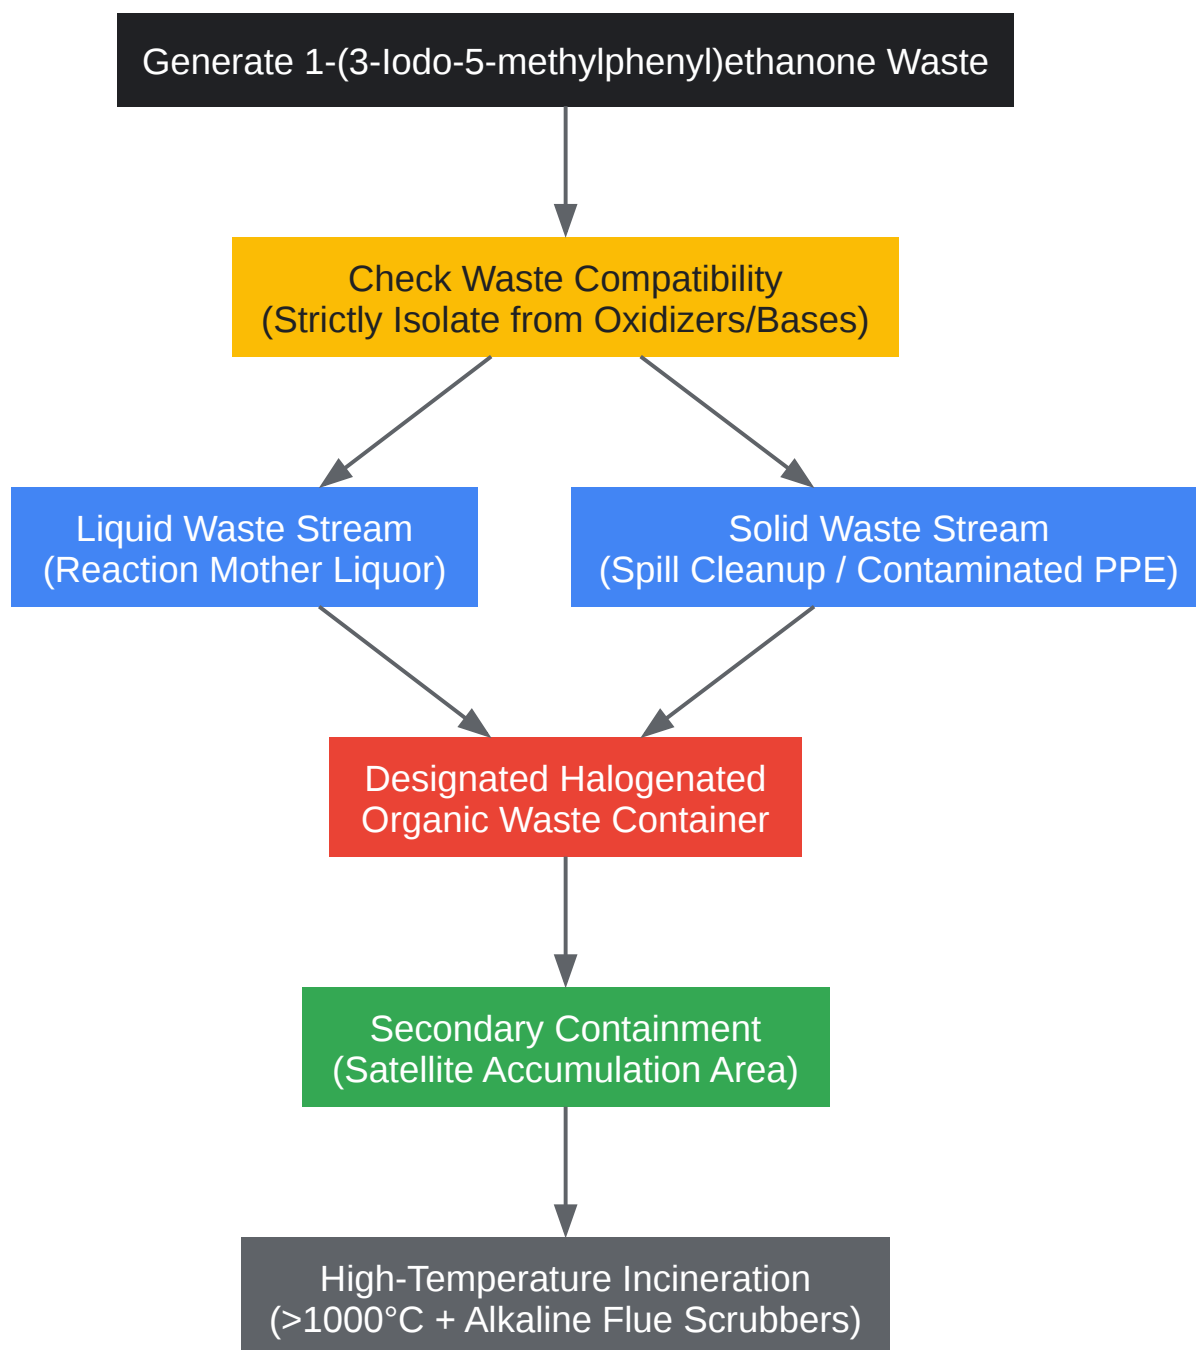 Generate 1-(3-Iodo-5-methylphenyl)ethanone Waste
Check Waste Compatibility
(Strictly Isolate from Oxidizers/Bases)
Liquid Waste Stream
(Reaction Mother Liquor)
Solid Waste Stream
(Spill Cleanup / Contaminated PPE)
Designated Halogenated
Organic Waste Container
Secondary Containment
(Satellite Accumulation Area)
High-Temperature Incineration
(>1000°C + Alkaline Flue Scrubbers)